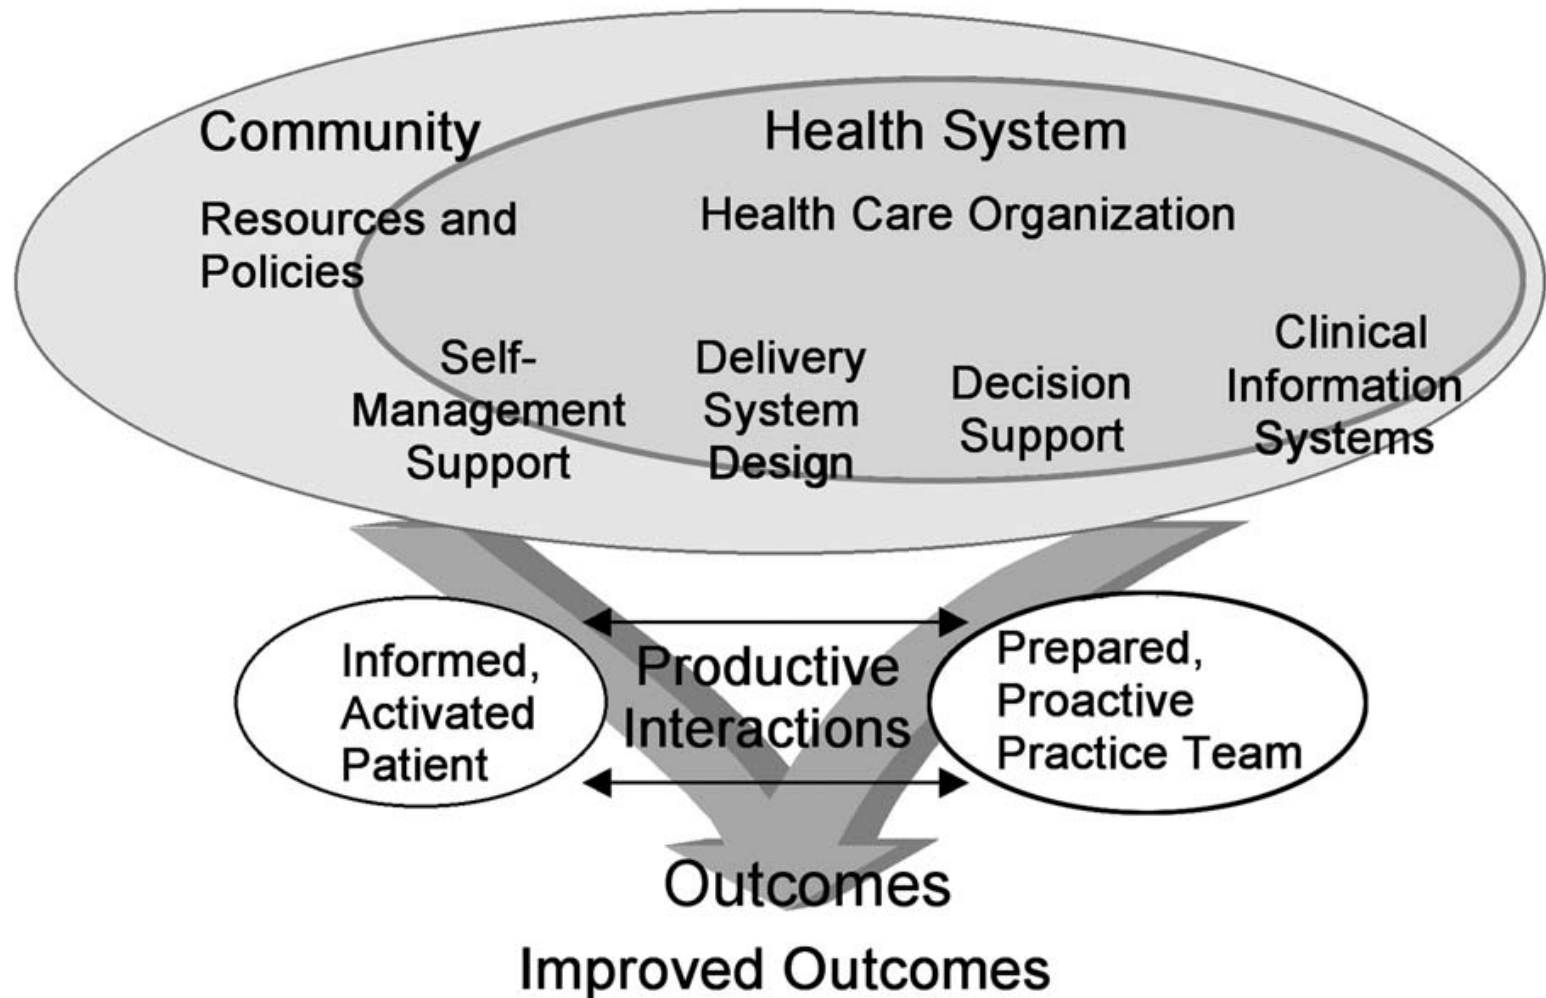 Community
Health System
Resources and
Policies
Health Care Organization
Self-
Management
Support
Delivery
System
Design
Decision
Support
Clinical
Information
Systems
Informed,
Activated
Patient
Productive
Interactions
Prepared,
Proactive
Practice Team
Outcomes
Improved Outcomes